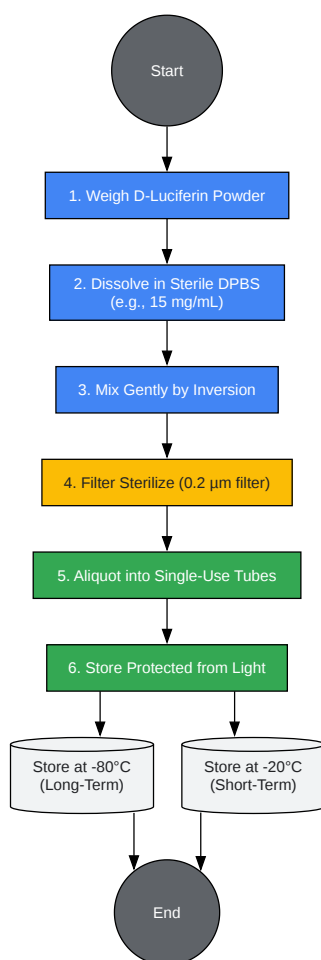 Start
1. Weigh D-Luciferin Powder
2. Dissolve in Sterile DPBS
(e.g., 15 mg/mL)
3. Mix Gently by Inversion
4. Filter Sterilize (0.2 µm filter)
5. Aliquot into Single-Use Tubes
6. Store Protected from Light
Store at -80°C
(Long-Term)
Store at -20°C
(Short-Term)
End